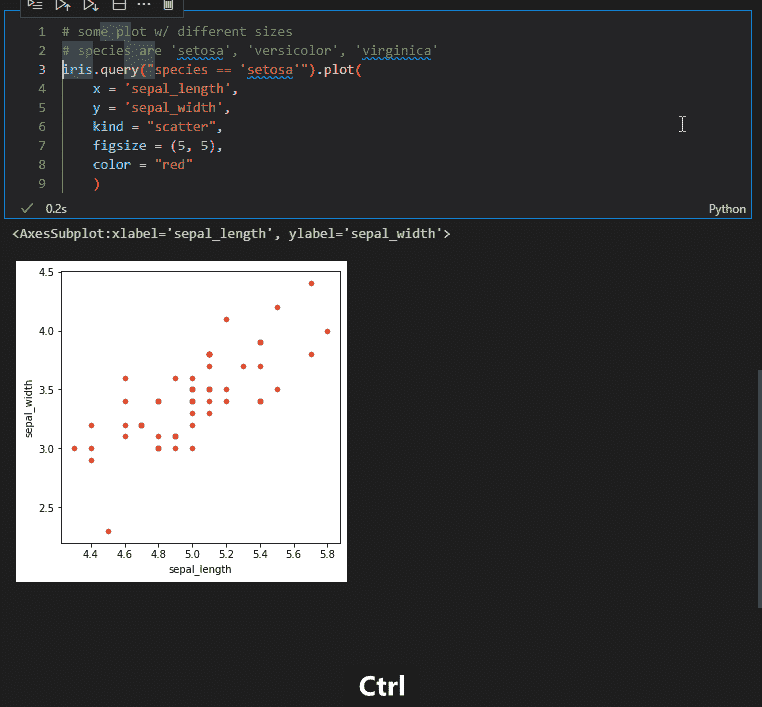 1 # some plot w/ different sizes
2 # species are 'setosa', 'versicolor', 'virginica'
3 iris.query("species == 'setosa'").plot(
4 x = 'sepal_length',
5 y = 'sepal_width',
6 kind = "scatter",
7 figsize = (5, 5),
8 color = "red"
9 )
0.2s
Python
<AxesSubplot:xlabel='sepal_length', ylabel='sepal_width'>
4.5
4.0
3.5
3.0
2.5
sepal_width
4.4 4.6 4.8 5.0 5.2 5.4 5.6 5.8
sepal_length
Ctrl